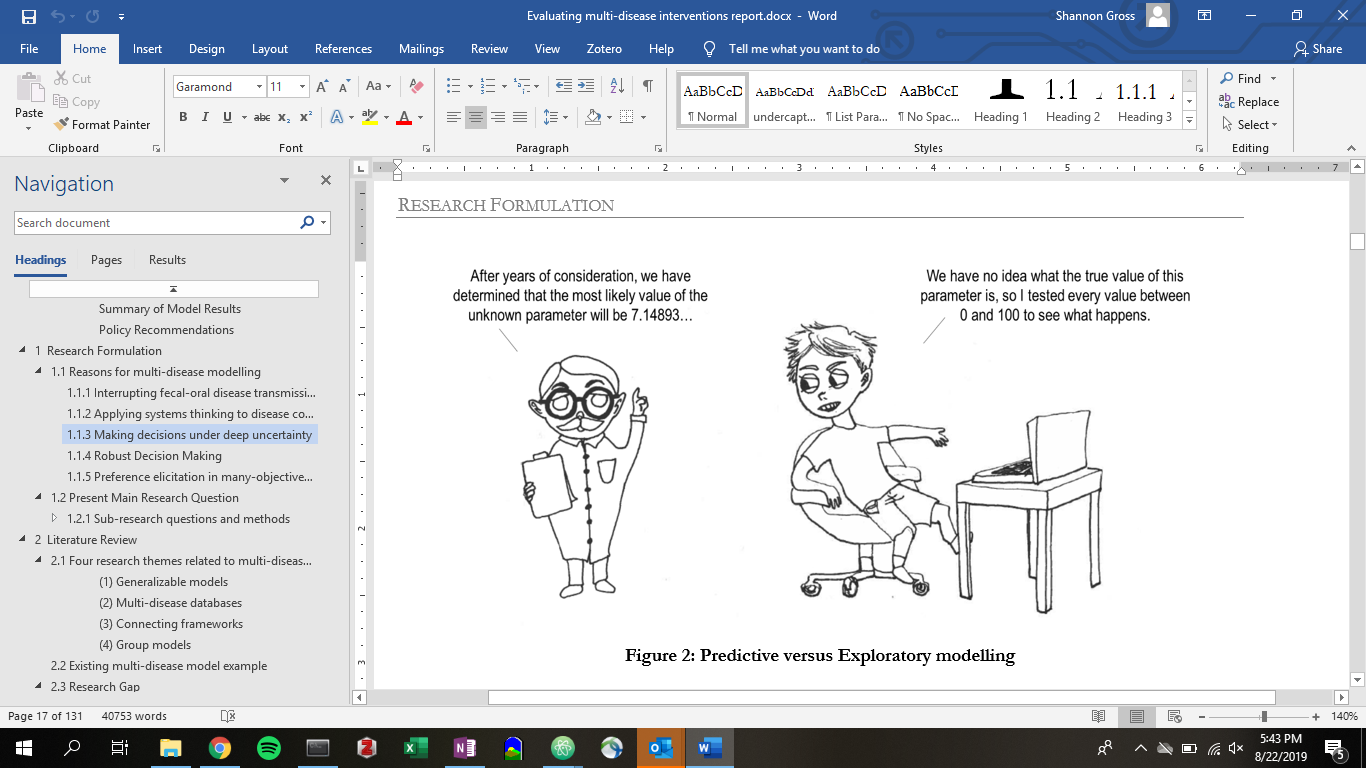 Evaluating multi-disease interventions report.docx - Word
Shannon Gross
File Home Insert Design Layout References Mailings Review View Zotero Help Tell me what you want to do Share
Paste
Cut
Copy
Format Painter
Clipboard
Garamond 11
Font
Paragraph
AaBbCcD AaBbCcDd AaBbCcD AaBbCcD 1.1 1.1.1
¶ Normal undercapt... ¶ List Para... ¶ No Spac... Heading 1 Heading 2 Heading 3
Styles
Find
Replace
Select
Editing
Navigation
Search document
Headings Pages Results
Summary of Model Results
Policy Recommendations
1 Research Formulation
1.1 Reasons for multi-disease modelling
1.1.1 Interrupting fecal-oral disease transmissi...
1.1.2 Applying systems thinking to disease co...
1.1.3 Making decisions under deep uncertainty
1.1.4 Robust Decision Making
1.1.5 Preference elicitation in many-objective...
1.2 Present Main Research Question
1.2.1 Sub-research questions and methods
2 Literature Review
2.1 Four research themes related to multi-diseas...
(1) Generalizable models
(2) Multi-disease databases
(3) Connecting frameworks
(4) Group models
2.2 Existing multi-disease model example
2.3 Research Gap
1 2 3 4 5 6 7
1
2
3
RESEARCH FORMULATION
After years of consideration, we have
determined that the most likely value of the
unknown parameter will be 7.14893...
We have no idea what the true value of this
parameter is, so I tested every value between
0 and 100 to see what happens.
Figure 2: Predictive versus Exploratory modelling
Page 17 of 131 40753 words 140%
5:43 PM
8/22/2019
5